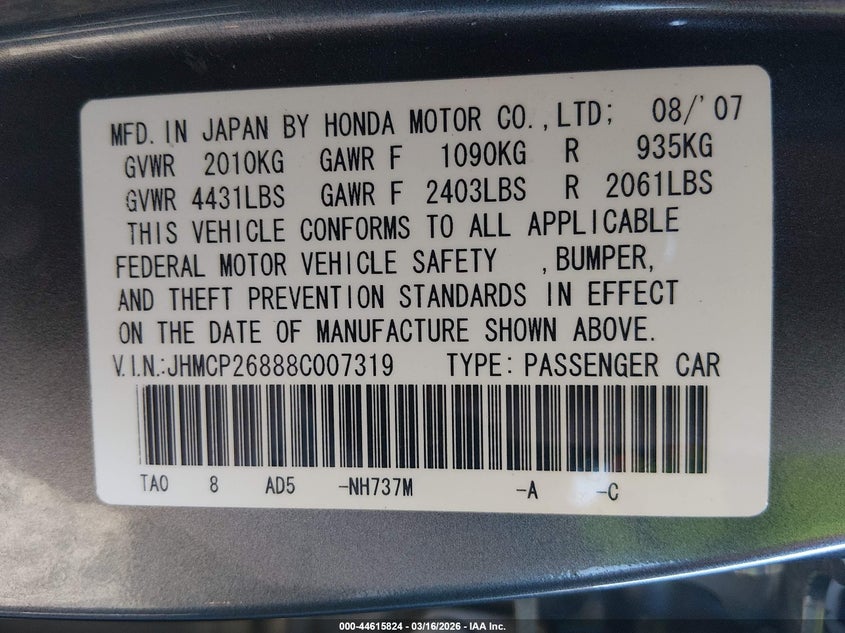 MFD. IN JAPAN BY HONDA MOTOR CO., LTD; 08/'07
GVWR 2010KG GAWR F 1090KG R 935KG
GVWR 4431LBS GAWR F 2403LBS R 2061LBS
THIS VEHICLE CONFORMS TO ALL APPLICABLE
FEDERAL MOTOR VEHICLE SAFETY , BUMPER,
AND THEFT PREVENTION STANDARDS IN EFFECT
ON THE DATE OF MANUFACTURE SHOWN ABOVE.
V.I.N.:JHMCP26888C007319 TYPE: PASSENGER CAR
TA0 8 AD5 -NH737M -A -C
000-44615824 - 03/16/2026 - IAA Inc.